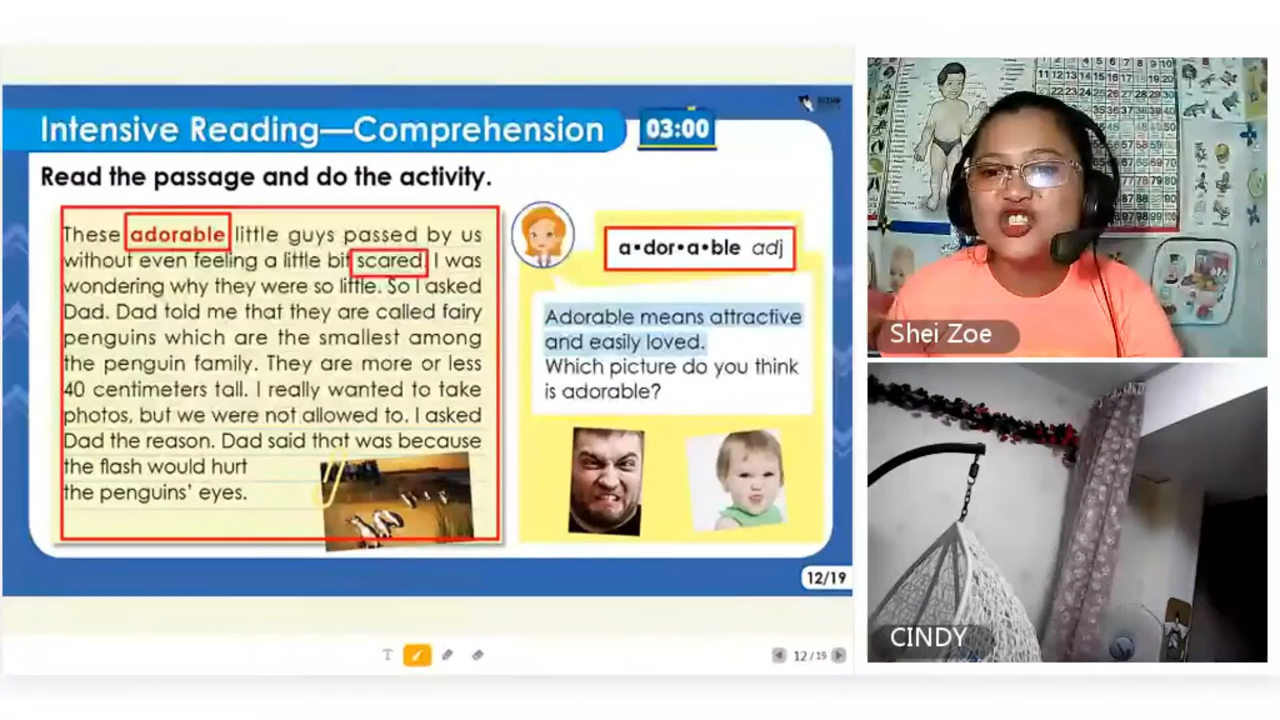 Intensive Reading—Comprehension
03:00
Read the passage and do the activity.
These adorable little guys passed by us
without even feeling a little bit scared. I was
wondering why they were so little. So I asked
Dad. Dad told me that they are called fairy
penguins which are the smallest among
the penguin family. They are more or less
40 centimeters tall. I really wanted to take
photos, but we were not allowed to. I asked
Dad the reason. Dad said that was because
the flash would hurt
the penguins' eyes.
a•dor•a•ble adj
Adorable means attractive
and easily loved.
Which picture do you think
is adorable?
12/19
T
12/19
Shei Zoe
CINDY